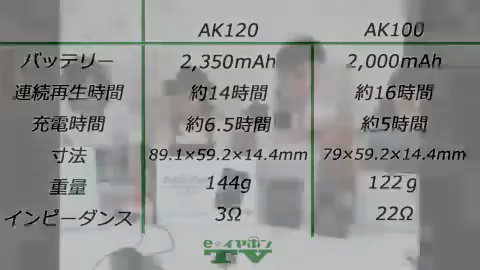 AK120 AK100
バッテリー 2,350mAh 2,000mAh
連続再生時間 約14時間 約16時間
充電時間 約6.5時間 約5時間
寸法 89.1×59.2×14.4mm 79×59.2×14.4mm
重量 144g 122g
インピーダンス 3Ω 22Ω
e☆イヤホン
TV